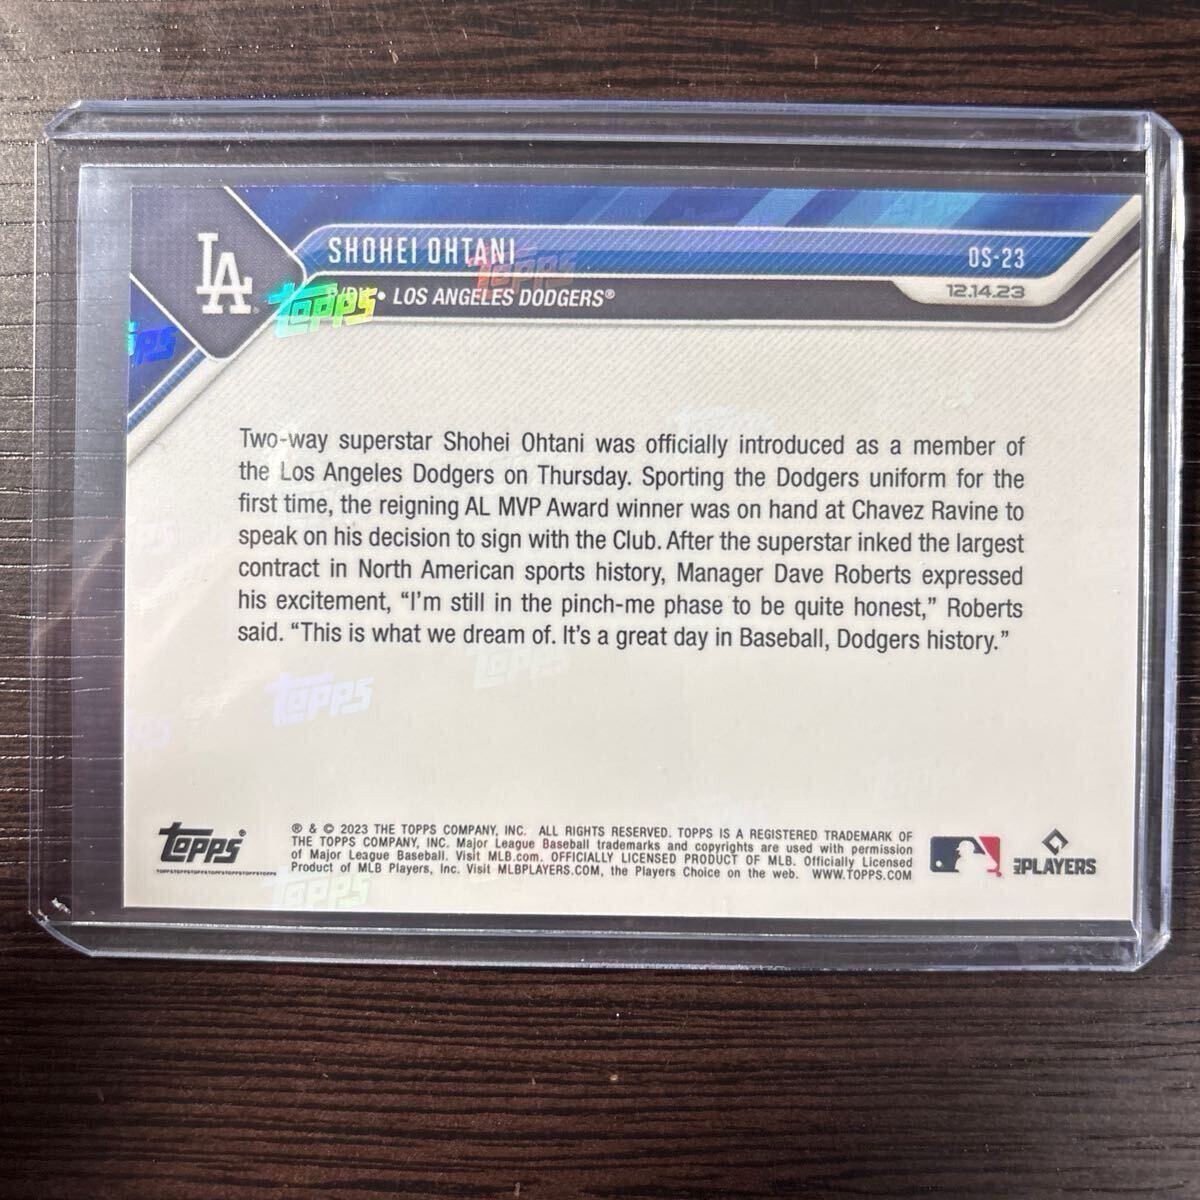 LA
SHOHEI OHTANI
OS-23
P/DH • LOS ANGELES DODGERS®
12.14.23
Two-way superstar Shohei Ohtani was officially introduced as a member of
the Los Angeles Dodgers on Thursday. Sporting the Dodgers uniform for the
first time, the reigning AL MVP Award winner was on hand at Chavez Ravine to
speak on his decision to sign with the Club. After the superstar inked the largest
contract in North American sports history, Manager Dave Roberts expressed
his excitement, “I'm still in the pinch-me phase to be quite honest,” Roberts
said. “This is what we dream of. It's a great day in Baseball, Dodgers history.”
Topps®
® & © 2023 THE TOPPS COMPANY, INC. ALL RIGHTS RESERVED. TOPPS IS A REGISTERED TRADEMARK OF
THE TOPPS COMPANY, INC. Major League Baseball trademarks and copyrights are used with permission
of Major League Baseball. Visit MLB.com. OFFICIALLY LICENSED PRODUCT OF MLB. Officially Licensed
Product of MLB Players, Inc. Visit MLBPLAYERS.COM, the Players Choice on the web. WWW.TOPPS.COM
MLB PLAYERS